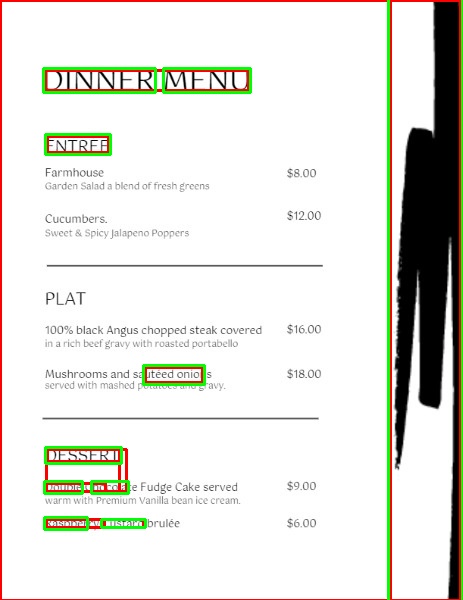 DINNER MENU
ENTREE
Farmhouse $8.00
Garden Salad a blend of fresh greens
Cucumbers. $12.00
Sweet & Spicy Jalapeno Poppers
PLAT
100% black Angus chopped steak covered $16.00
in a rich beef gravy with roasted portabello
Mushrooms and sautéed onions $18.00
served with mashed potatoes and gravy.
DESSERT
Double Chocolate Fudge Cake served $9.00
warm with Premium Vanilla bean ice cream.
Raspberry Custard brulée $6.00